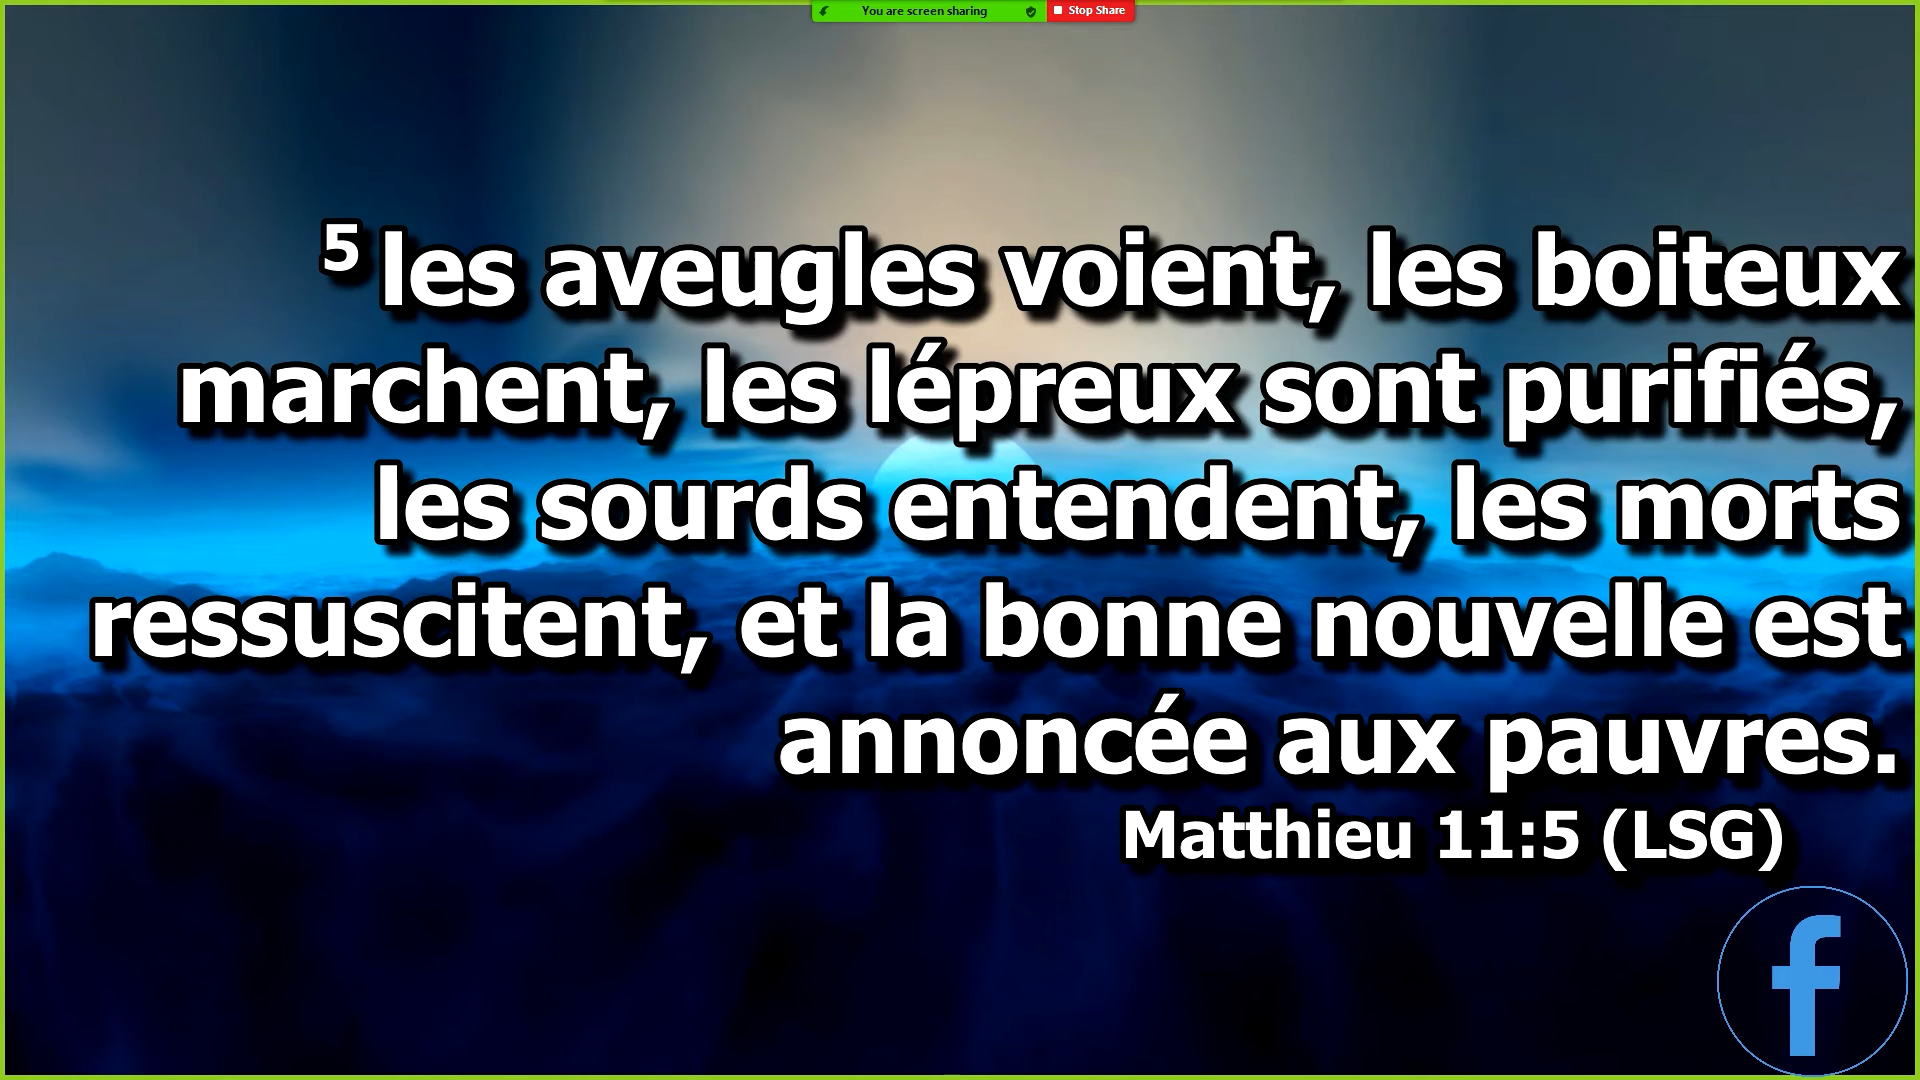 You are screen sharing Stop Share
5 les aveugles voient, les boiteux
marchent, les lépreux sont purifiés,
les sourds entendent, les morts
ressuscitent, et la bonne nouvelle est
annoncée aux pauvres.
Matthieu 11:5 (LSG)
f